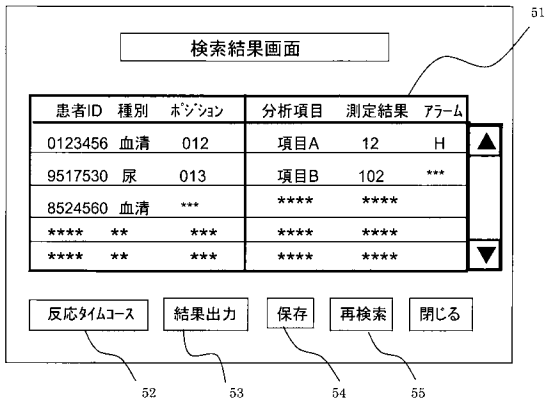 51
検索結果画面
患者ID 種別 ポジション 分析項目 測定結果 アラーム
0123456 血清 012 項目A 12 H
9517530 尿 013 項目B 102 ***
8524560 血清 *** **** ****
**** ** *** **** ****
**** ** *** **** ****
反応タイムコース 結果出力 保存 再検索 閉じる
52 53 54 55